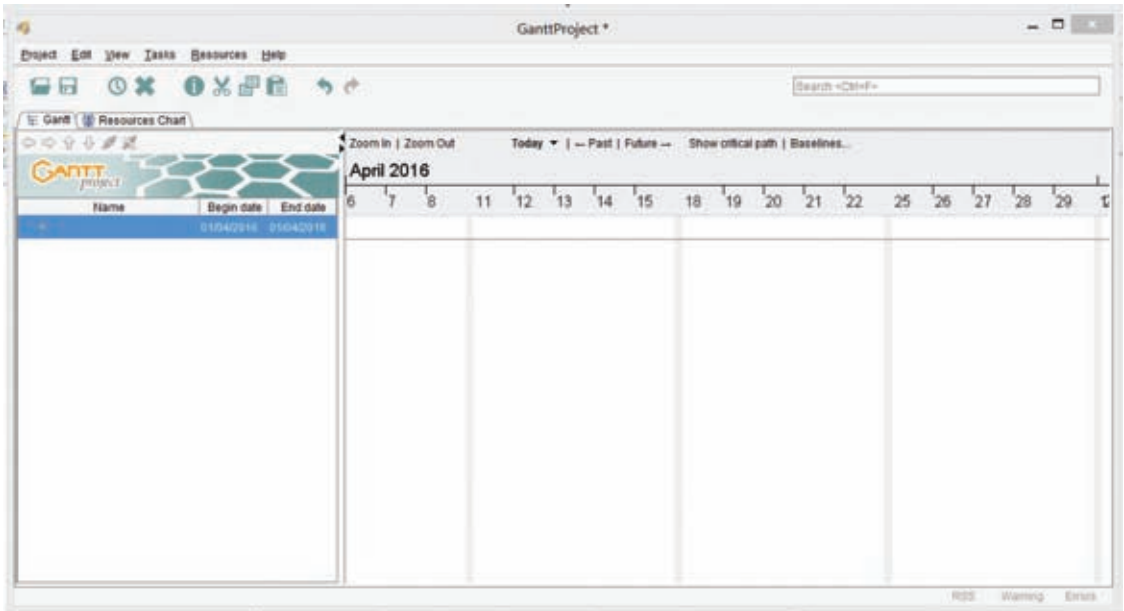 GanttProject *
Project Edit View Tasks Resources Help
Search <Ctrl+F>
Gantt Resources Chart
Zoom In | Zoom Out Today ▾ | ← Past | Future → Show critical path | Baselines...
GANTT project
April 2016
Name Begin date End date
6 7 8 11 12 13 14 15 18 19 20 21 22 25 26 27 28 29
01/04/2016 01/04/2016
RSS Warning Errors